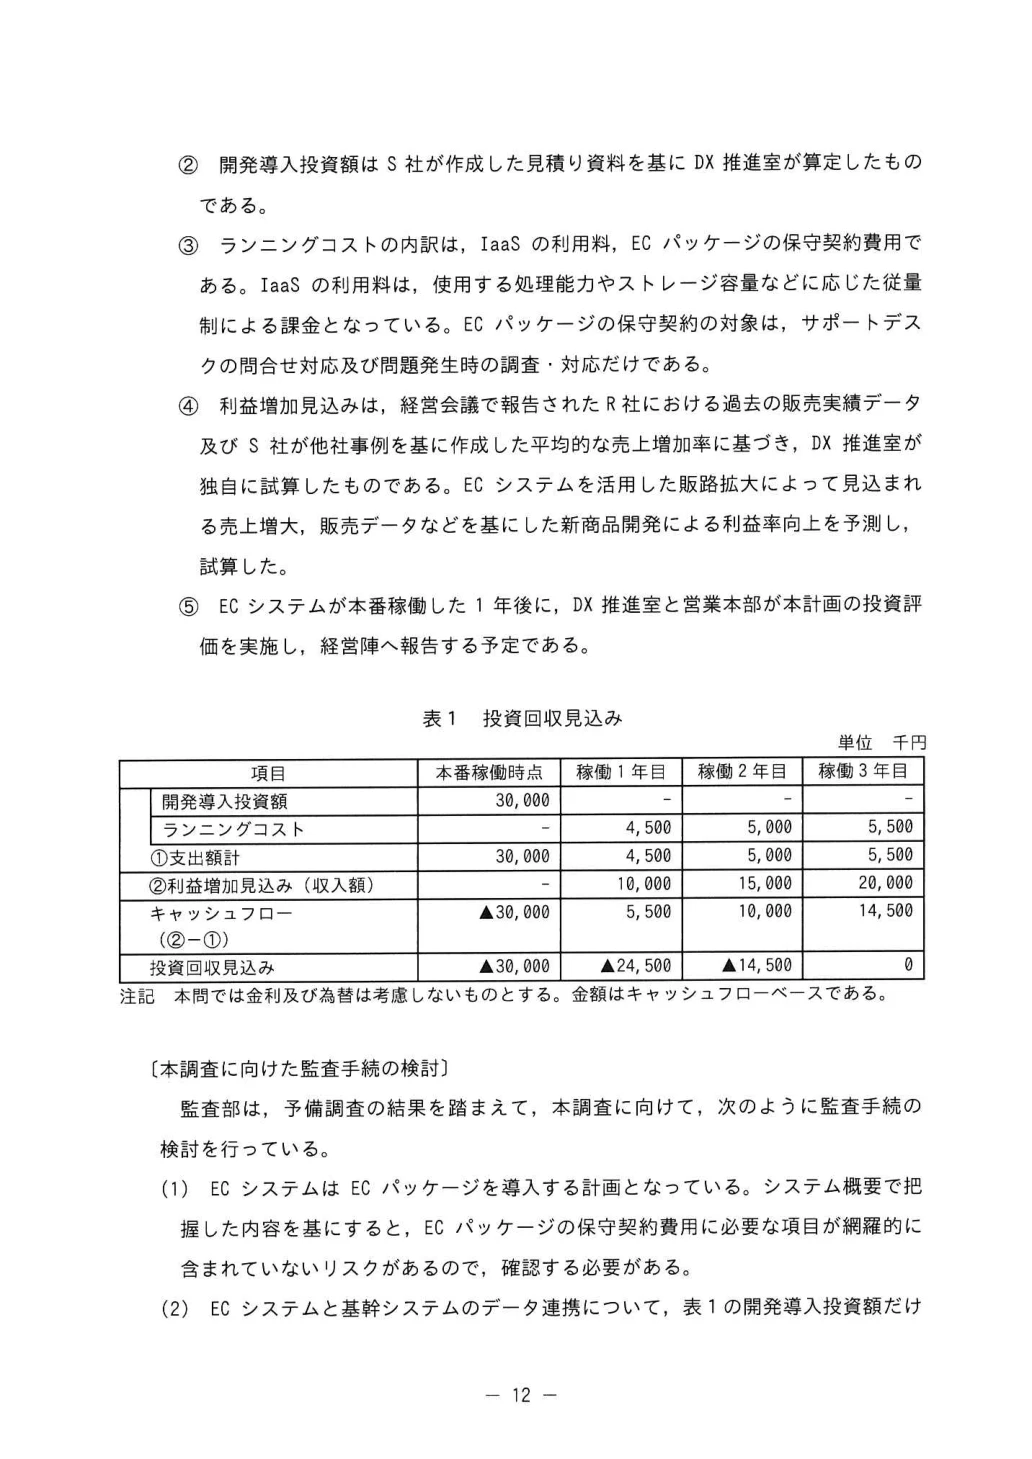 ② 開発導入投資額は S 社が作成した見積り資料を基に DX 推進室が算定したもの
である。
③ ランニングコストの内訳は，IaaS の利用料，EC パッケージの保守契約費用で
ある。IaaS の利用料は，使用する処理能力やストレージ容量などに応じた従量
制による課金となっている。EC パッケージの保守契約の対象は，サポートデス
クの問合せ対応及び問題発生時の調査・対応だけである。
④ 利益増加見込みは，経営会議で報告された R 社における過去の販売実績データ
及び S 社が他社事例を基に作成した平均的な売上増加率に基づき，DX 推進室が
独自に試算したものである。EC システムを活用した販路拡大によって見込まれ
る売上増大，販売データなどを基にした新商品開発による利益率向上を予測し，
試算した。
⑤ EC システムが本番稼働した 1 年後に，DX 推進室と営業本部が本計画の投資評
価を実施し，経営陣へ報告する予定である。
表1 投資回収見込み
単位 千円
項目 本番稼働時点 稼働1年目 稼働2年目 稼働3年目
開発導入投資額 30,000 － － －
ランニングコスト － 4,500 5,000 5,500
①支出額計 30,000 4,500 5,000 5,500
②利益増加見込み（収入額） － 10,000 15,000 20,000
キャッシュフロー ▲30,000 5,500 10,000 14,500
（②－①）
投資回収見込み ▲30,000 ▲24,500 ▲14,500 0
注記 本問では金利及び為替は考慮しないものとする。金額はキャッシュフローベースである。
〔本調査に向けた監査手続の検討〕
監査部は，予備調査の結果を踏まえて，本調査に向けて，次のように監査手続の
検討を行っている。
(1) EC システムは EC パッケージを導入する計画となっている。システム概要で把
握した内容を基にすると，EC パッケージの保守契約費用に必要な項目が網羅的に
含まれていないリスクがあるので，確認する必要がある。
(2) EC システムと基幹システムのデータ連携について，表1の開発導入投資額だけ
－ 12 －